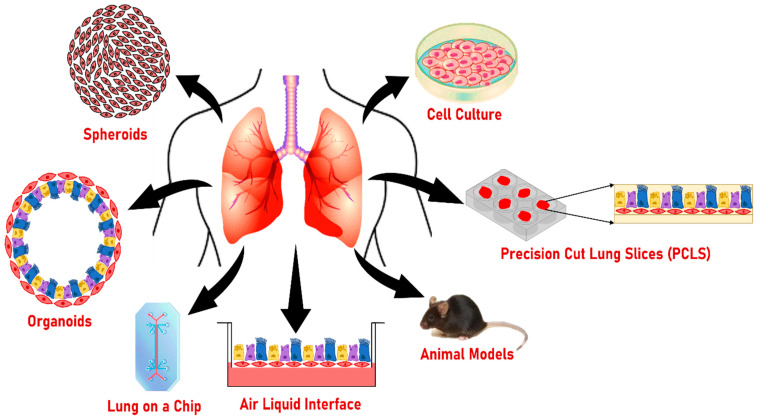 Spheroids
Cell Culture
Precision Cut Lung Slices (PCLS)
Organoids
Animal Models
Lung on a Chip
Air Liquid Interface